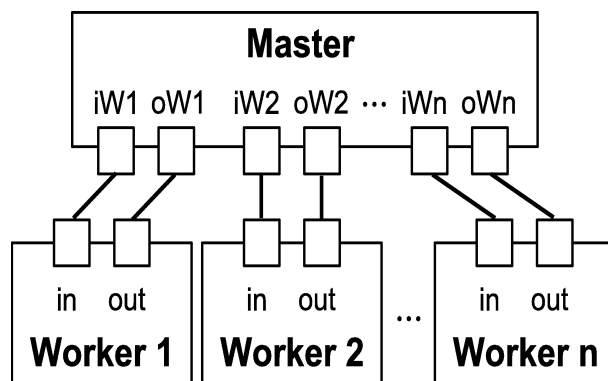 Master
iW1 oW1 iW2 oW2 ... iWn oWn
in out in out in out
...
Worker 1 Worker 2 Worker n